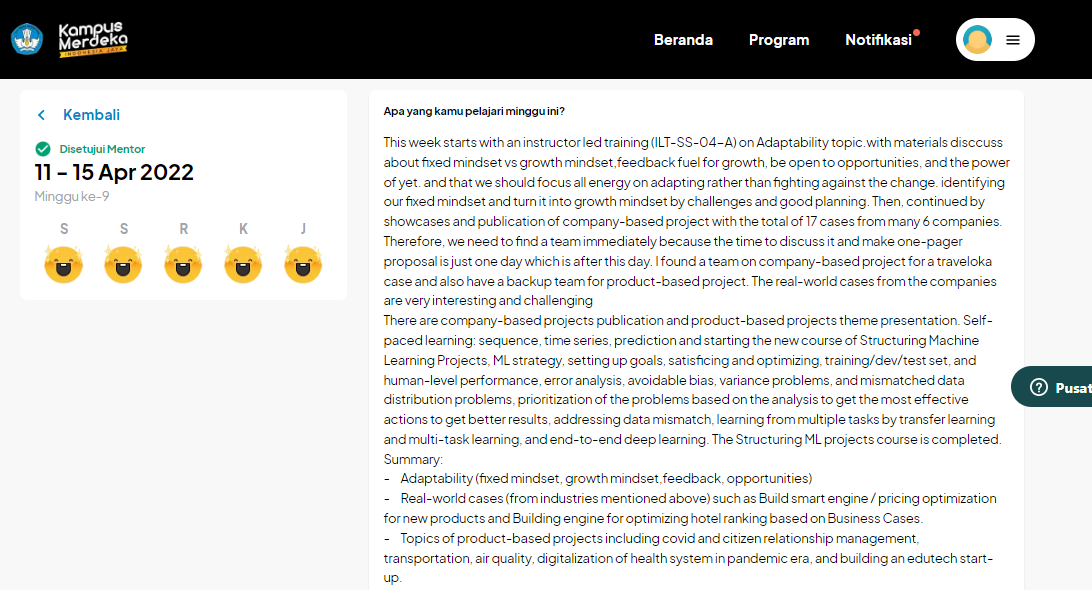 Kampus
Merdeka
INDONESIA JAYA
Beranda
Program
Notifikasi
Kembali
Disetujui Mentor
11 - 15 Apr 2022
Minggu ke-9
S S R K J
Apa yang kamu pelajari minggu ini?
This week starts with an instructor led training (ILT-SS-04-A) on Adaptability topic.with materials disccuss
about fixed mindset vs growth mindset,feedback fuel for growth, be open to opportunities, and the power
of yet. and that we should focus all energy on adapting rather than fighting against the change. identifying
our fixed mindset and turn it into growth mindset by challenges and good planning. Then, continued by
showcases and publication of company-based project with the total of 17 cases from many 6 companies.
Therefore, we need to find a team immediately because the time to discuss it and make one-pager
proposal is just one day which is after this day. I found a team on company-based project for a traveloka
case and also have a backup team for product-based project. The real-world cases from the companies
are very interesting and challenging
There are company-based projects publication and product-based projects theme presentation. Self-
paced learning: sequence, time series, prediction and starting the new course of Structuring Machine
Learning Projects, ML strategy, setting up goals, satisficing and optimizing, training/dev/test set, and
human-level performance, error analysis, avoidable bias, variance problems, and mismatched data
distribution problems, prioritization of the problems based on the analysis to get the most effective
actions to get better results, addressing data mismatch, learning from multiple tasks by transfer learning
and multi-task learning, and end-to-end deep learning. The Structuring ML projects course is completed.
Summary:
- Adaptability (fixed mindset, growth mindset,feedback, opportunities)
- Real-world cases (from industries mentioned above) such as Build smart engine / pricing optimization
for new products and Building engine for optimizing hotel ranking based on Business Cases.
- Topics of product-based projects including covid and citizen relationship management,
transportation, air quality, digitalization of health system in pandemic era, and building an edutech start-
up.
Pusat